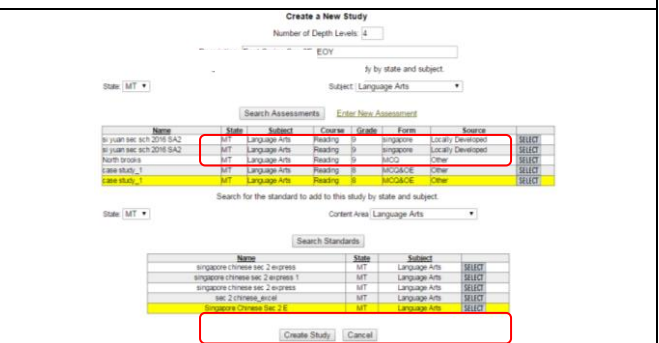 Create a New Study
Number of Depth Levels: 4
EOY
by state and subject.
State: MT Subject: Language Arts
Search Assessments Enter New Assessment
Name State Subject Course Grade Form Source
si yuan sec sch 2016 SA2 MT Language Arts Reading 9 singapore Locally Developed SELECT
si yuan sec sch 2016 SA2 MT Language Arts Reading 9 singapore Locally Developed SELECT
North brooks MT Language Arts Reading 9 MCQ Other SELECT
case study_1 MT Language Arts Reading 8 MCQ&OE Other SELECT
case study_1 MT Language Arts Reading 8 MCQ&OE Other SELECT
Search for the standard to add to this study by state and subject.
State: MT Content Area Language Arts
Search Standards
Name State Subject
singapore chinese sec 2 express MT Language Arts SELECT
singapore chinese sec 2 express 1 MT Language Arts SELECT
singapore chinese sec 2 express MT Language Arts SELECT
sec 2 chinese_excel MT Language Arts SELECT
Singapore Chinese Sec 2 E MT Language Arts SELECT
Create Study Cancel